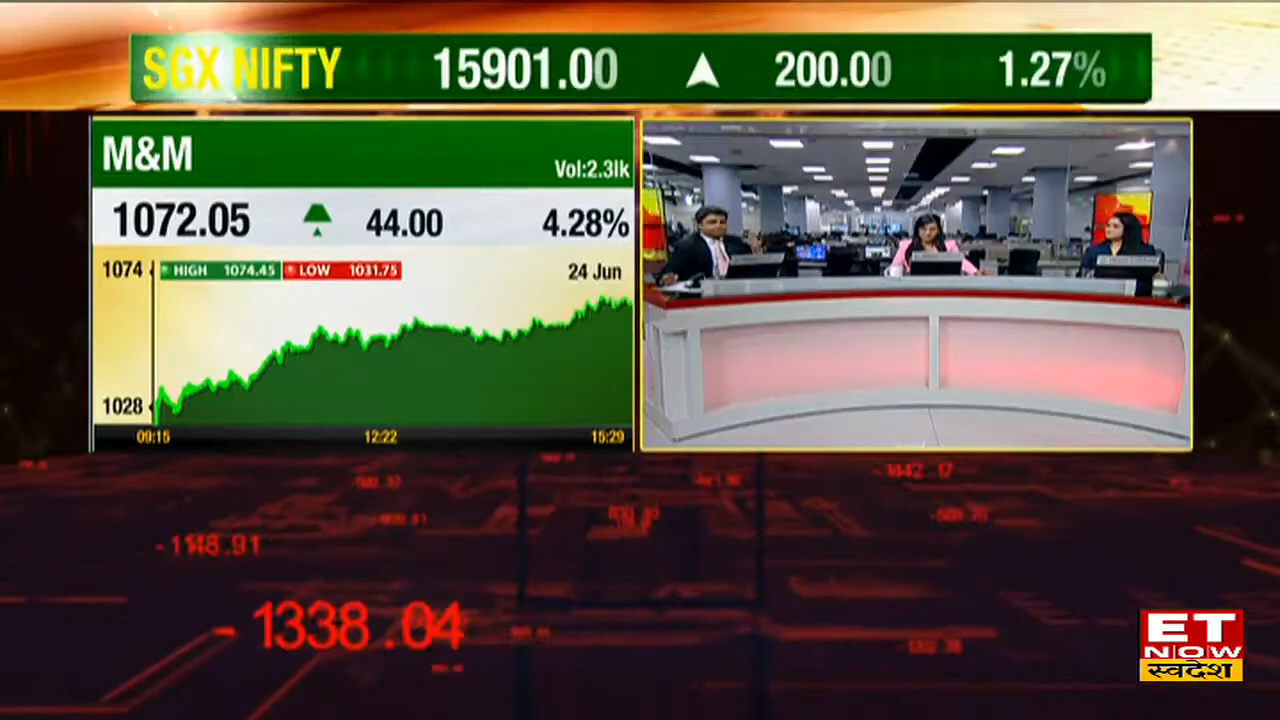 SGX NIFTY 15901.00 200.00 1.27%
M&M
Vol:2.3lk
1072.05 44.00 4.28%
1074 HIGH 1074.45 LOW 1031.75 24 Jun
1028
09:15 12:22 15:29
-1142.17
-1148.91
-1338.04
ET
NOW
स्वदेश